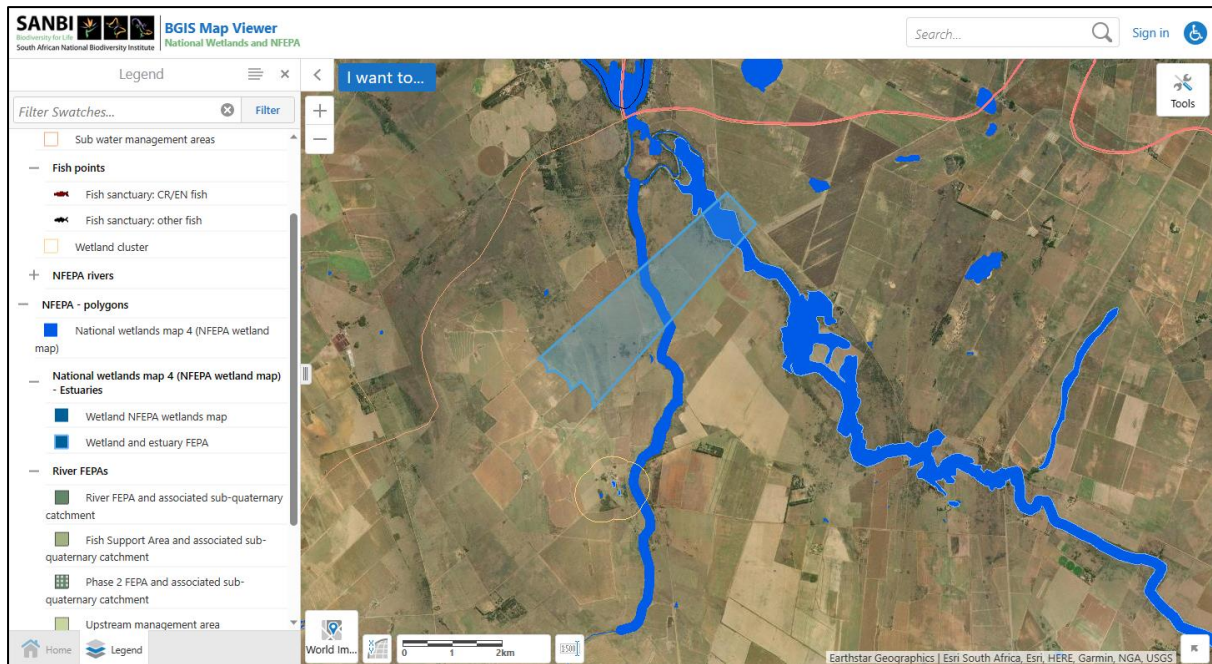 SANBI
Biodiversity for Life
South African National Biodiversity Institute
BGIS Map Viewer
National Wetlands and NFEPA
Search...
Sign in
Legend
I want to...
Tools
Filter Swatches...
Filter
Sub water management areas
Fish points
Fish sanctuary: CR/EN fish
Fish sanctuary: other fish
Wetland cluster
NFEPA rivers
NFEPA - polygons
National wetlands map 4 (NFEPA wetland
map)
National wetlands map 4 (NFEPA wetland map)
- Estuaries
Wetland NFEPA wetlands map
Wetland and estuary FEPA
River FEPAs
River FEPA and associated sub-quaternary
catchment
Fish Support Area and associated sub-
quaternary catchment
Phase 2 FEPA and associated sub-
quaternary catchment
Upstream management area
Home
Legend
World Im...
0 1 2km
Earthstar Geographics | Esri South Africa, Esri, HERE, Garmin, NGA, USGS